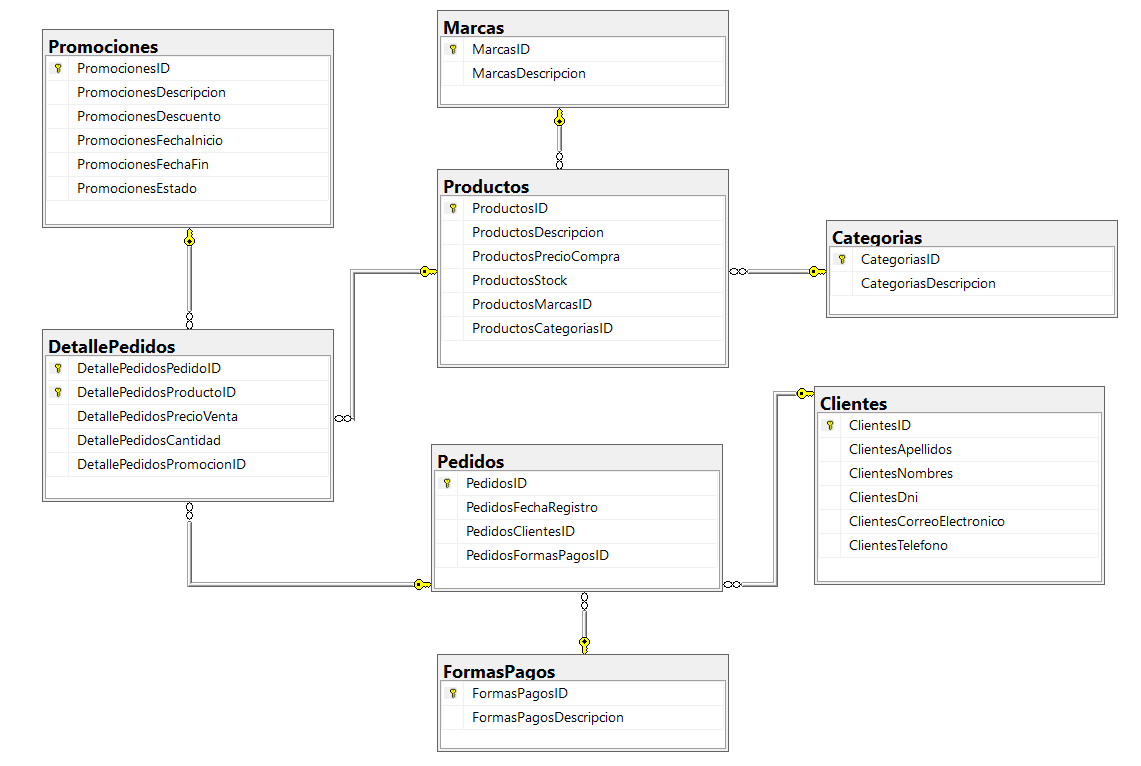 Promociones
PromocionesID
PromocionesDescripcion
PromocionesDescuento
PromocionesFechaInicio
PromocionesFechaFin
PromocionesEstado
Marcas
MarcasID
MarcasDescripcion
Productos
ProductosID
ProductosDescripcion
ProductosPrecioCompra
ProductosStock
ProductosMarcasID
ProductosCategoriasID
Categorias
CategoriasID
CategoriasDescripcion
DetallePedidos
DetallePedidosPedidoID
DetallePedidosProductoID
DetallePedidosPrecioVenta
DetallePedidosCantidad
DetallePedidosPromocionID
Pedidos
PedidosID
PedidosFechaRegistro
PedidosClientesID
PedidosFormasPagosID
Clientes
ClientesID
ClientesApellidos
ClientesNombres
ClientesDni
ClientesCorreoElectronico
ClientesTelefono
FormasPagos
FormasPagosID
FormasPagosDescripcion